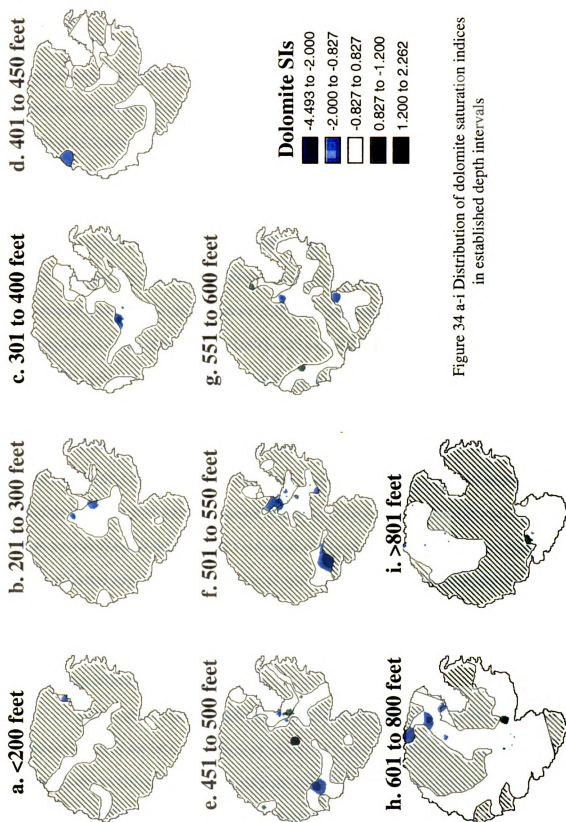 a. <200 feet
b. 201 to 300 feet
c. 301 to 400 feet
d. 401 to 450 feet
e. 451 to 500 feet
f. 501 to 550 feet
g. 551 to 600 feet
h. 601 to 800 feet
i. >801 feet
Dolomite SIs
-4.493 to -2.000
-2.000 to -0.827
-0.827 to 0.827
0.827 to -1.200
1.200 to 2.262
Figure 34 a-i Distribution of dolomite saturation indices
in established depth intervals